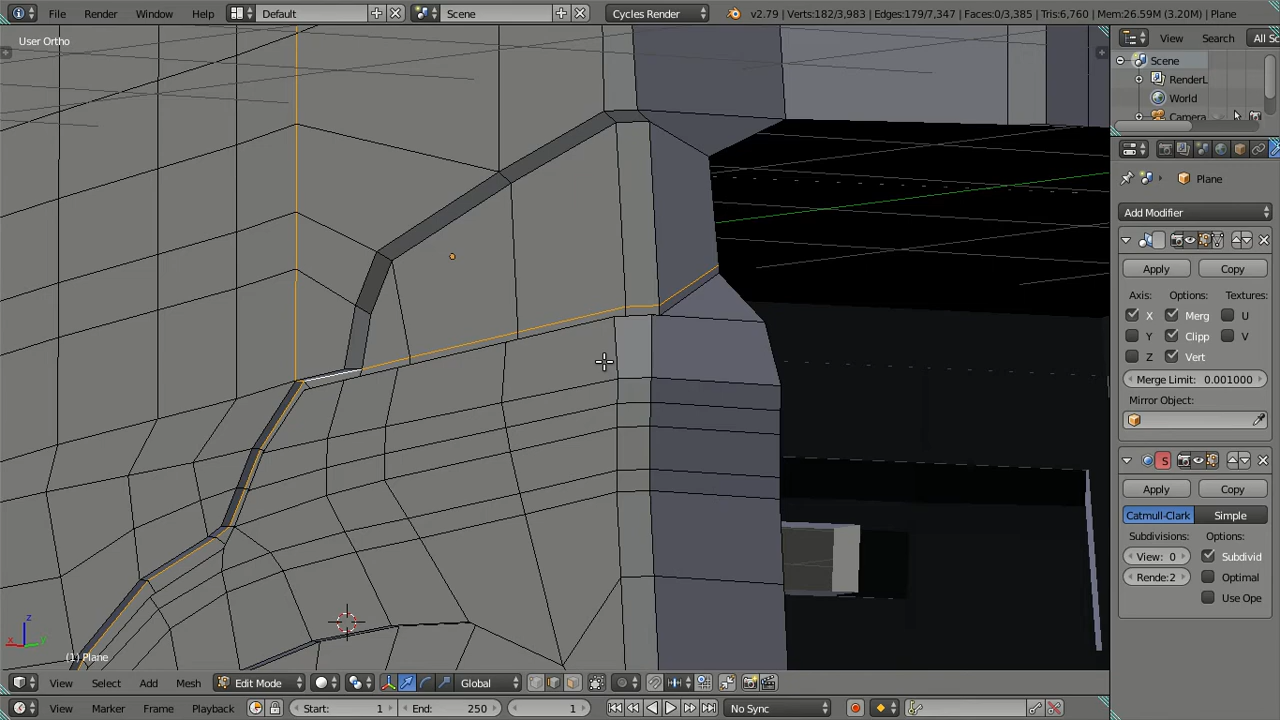 File Render Window Help Default Scene Cycles Render v2.79 | Verts:182/3,983 | Edges:179/7,347 | Faces:0/3,385 | Tris:6,760 | Mem:26.59M (3.20M) | Plane
User Ortho
View Search All Sc
Scene
RenderL
World
Camera
Plane
Add Modifier
Apply Copy
Axis: Options: Textures:
X Merg U
Y Clipp V
Z Vert
Merge Limit: 0.001000
Mirror Object:
S
Apply Copy
Catmull-Clark Simple
Subdivisions: Options:
View: 0 Subdivid
Rende:2 Optimal
Use Ope
z
x y
(1) Plane
View Select Add Mesh Edit Mode Global
View Marker Frame Playback Start: 1 End: 250 1 No Sync